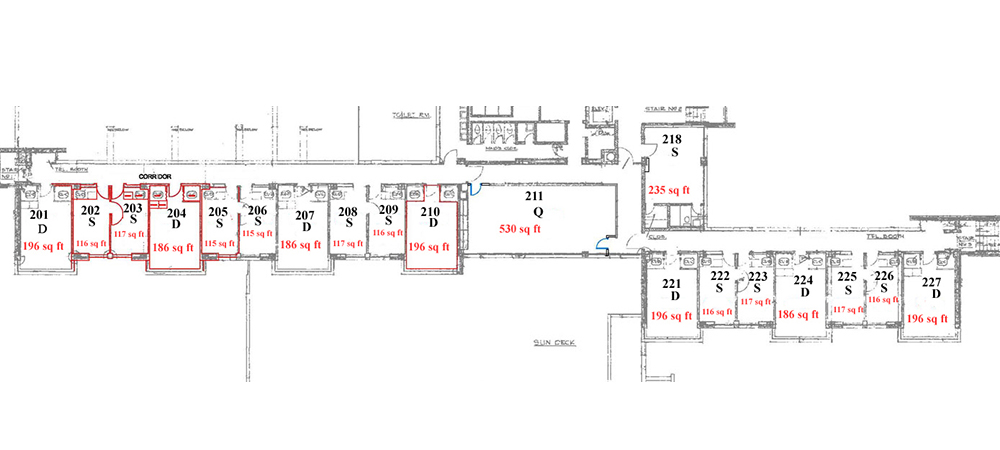 TOILET RM.
ELEV.
STAIR NO. 2
218
S
235 sq ft
STAIR
NO. 1
TEL. BOOTH
CORRIDOR
201
D
196 sq ft
202
S
116 sq ft
203
S
117 sq ft
204
D
186 sq ft
205
S
115 sq ft
206
S
115 sq ft
207
D
186 sq ft
208
S
117 sq ft
209
S
116 sq ft
210
D
196 sq ft
211
Q
530 sq ft
TEL. BOOTH
221
D
196 sq ft
222
S
116 sq ft
223
S
117 sq ft
224
D
186 sq ft
225
S
117 sq ft
226
S
116 sq ft
227
D
196 sq ft
SUN DECK